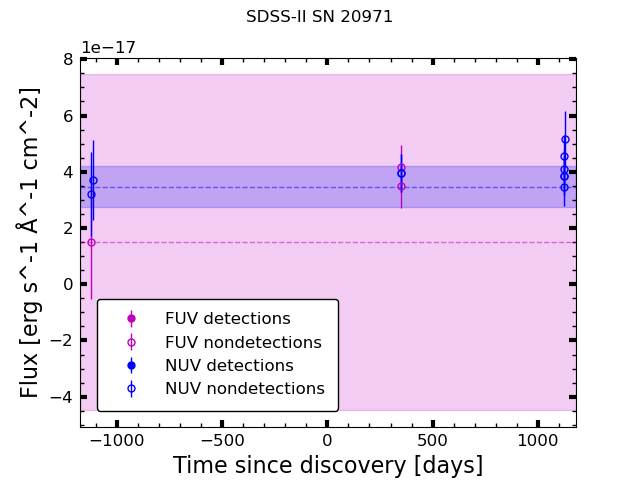 SDSS-II SN 20971
1e−17
8
6
4
2
0
−2
−4
Flux [erg s^-1 Å^-1 cm^-2]
FUV detections
FUV nondetections
NUV detections
NUV nondetections
−1000 −500 0 500 1000
Time since discovery [days]